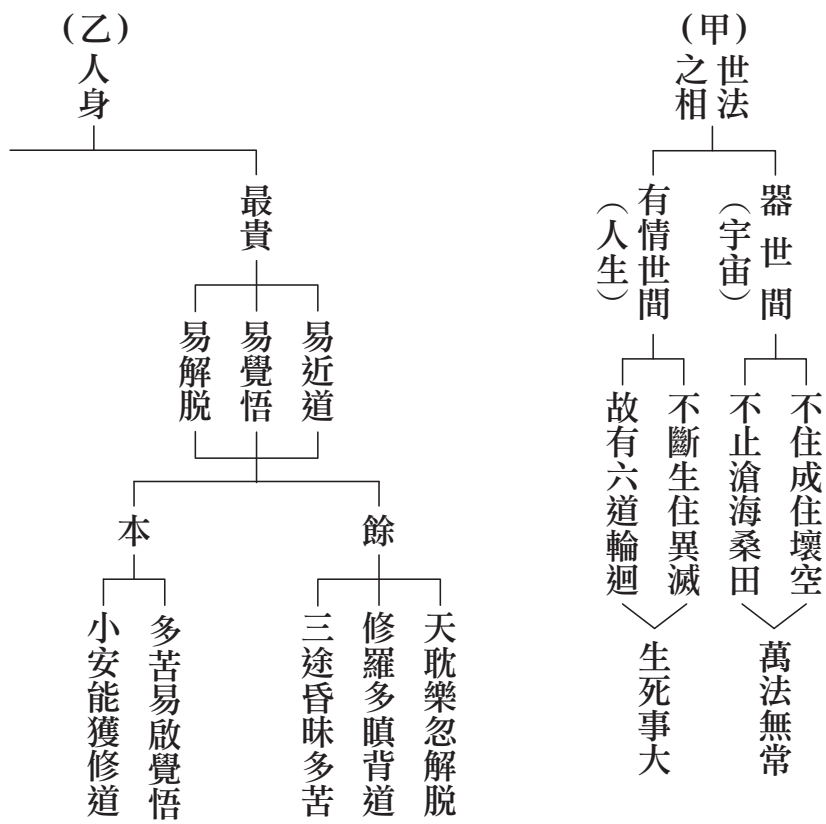 (甲)
世法
之相
器世間
(宇宙)
有情世間
(人生)
不住成住壞空
不止滄海桑田
不斷生住異滅
故有六道輪迴
萬法無常
生死事大
(乙)
人身
最貴
易近道
易覺悟
易解脱
餘
本
天耽樂忽解脱
修羅多瞋背道
三途昏昧多苦
多苦易啟覺悟
小安能獲修道